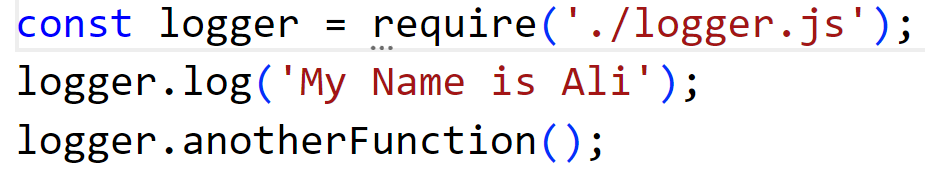 const logger = require('./logger.js');
logger.log('My Name is Ali');
logger.anotherFunction();